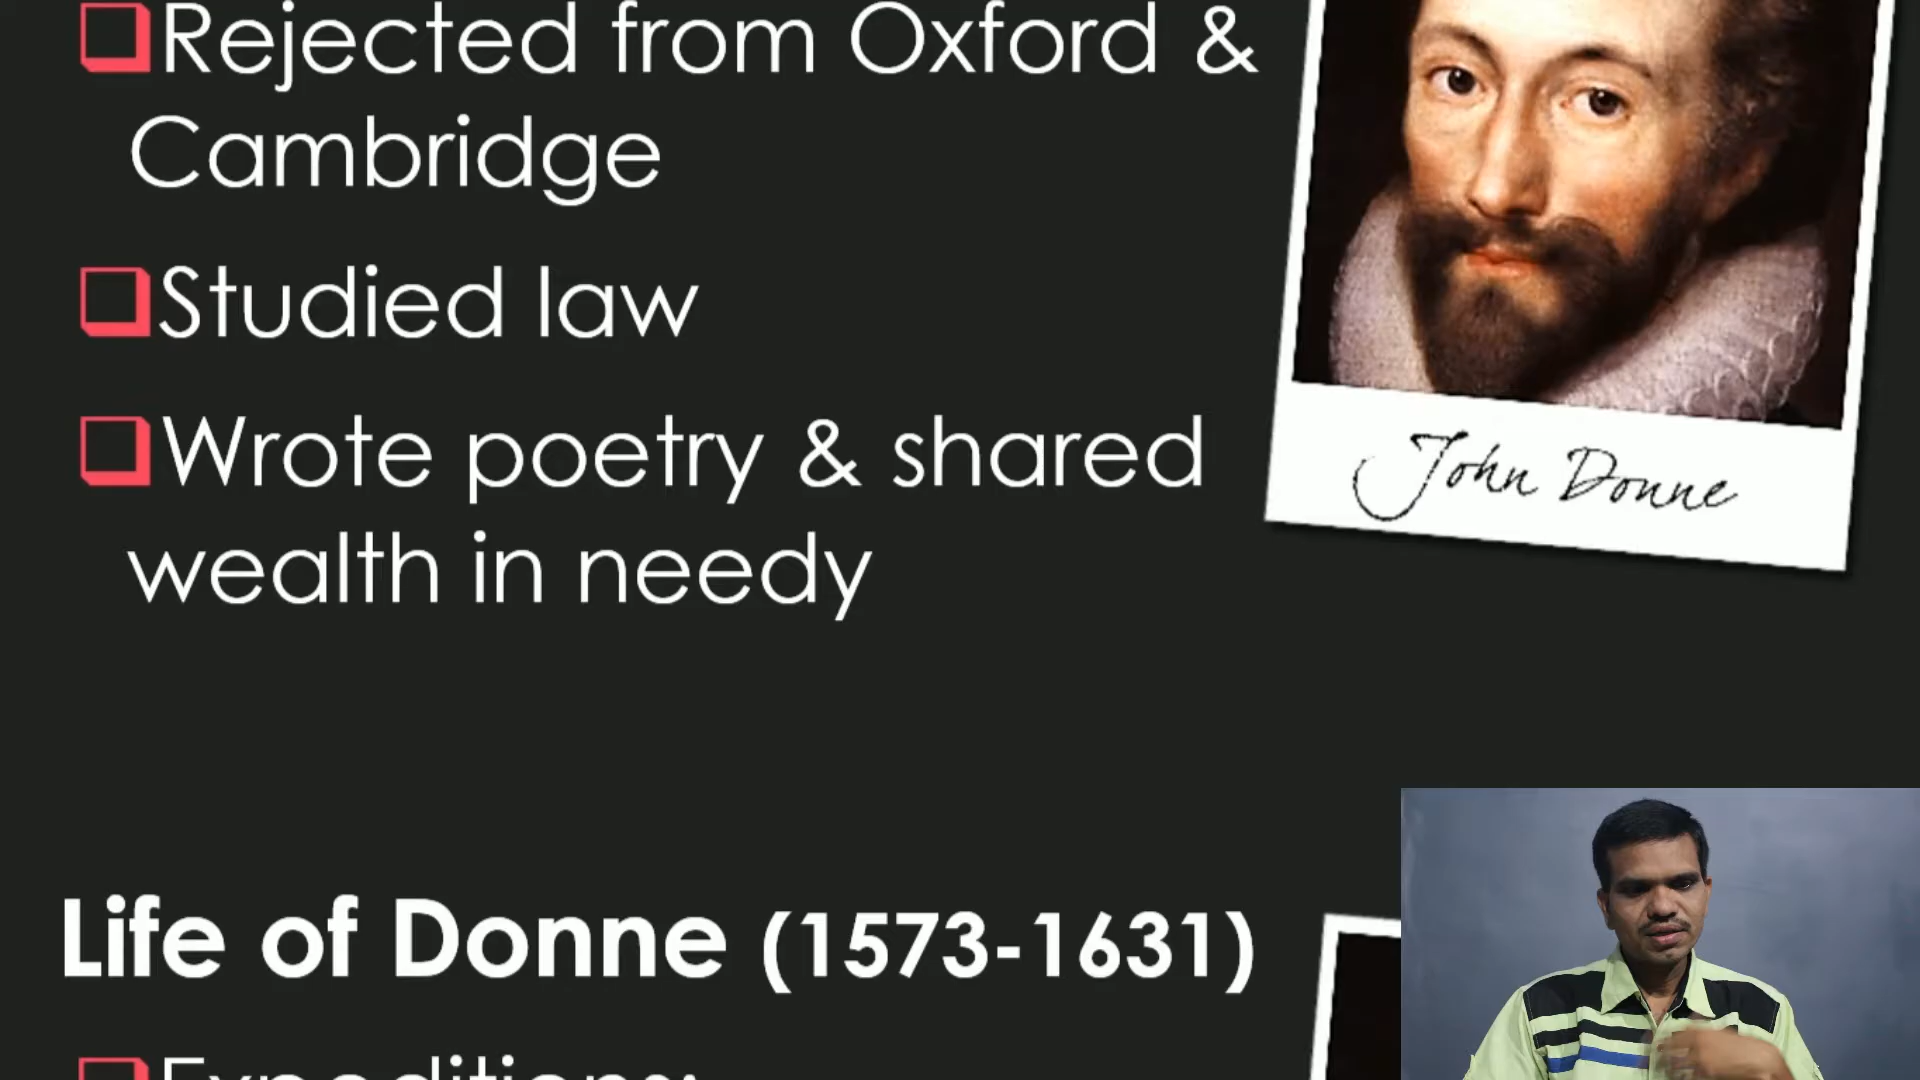 Rejected from Oxford &
Cambridge
Studied law
Wrote poetry & shared
wealth in needy
John Donne
Life of Donne (1573-1631)
Expeditions: